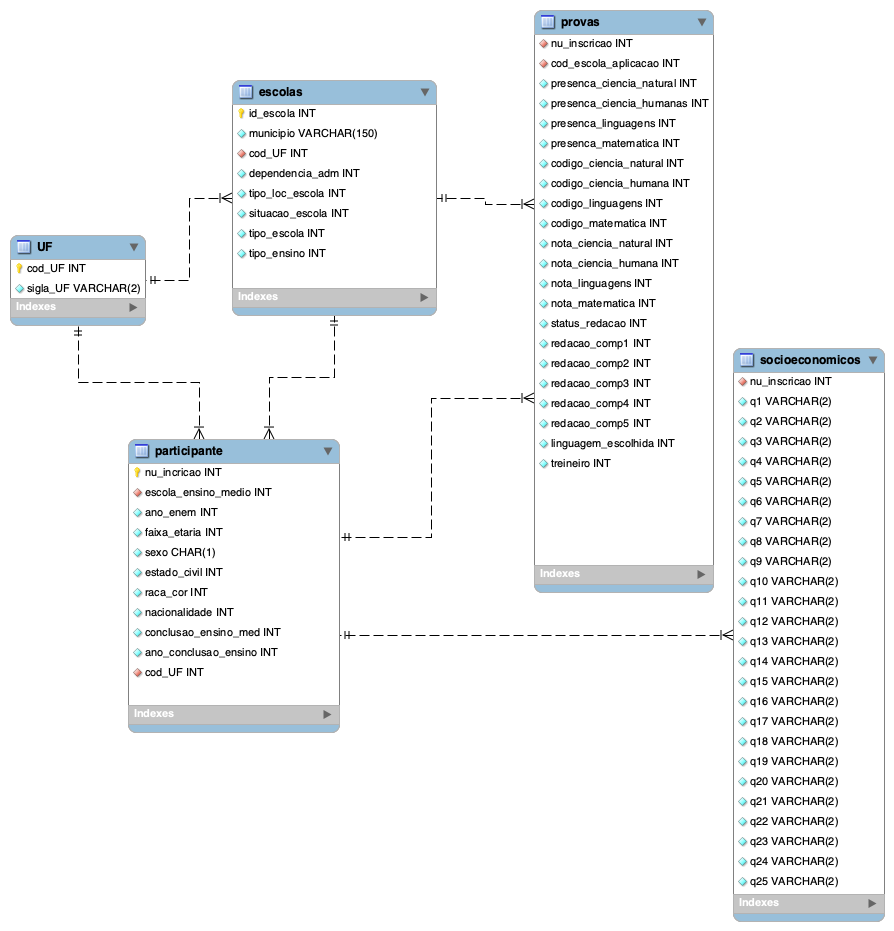 UF
cod_UF INT
sigla_UF VARCHAR(2)
Indexes
escolas
id_escola INT
municipio VARCHAR(150)
cod_UF INT
dependencia_adm INT
tipo_loc_escola INT
situacao_escola INT
tipo_escola INT
tipo_ensino INT
Indexes
participante
nu_incricao INT
escola_ensino_medio INT
ano_enem INT
faixa_etaria INT
sexo CHAR(1)
estado_civil INT
raca_cor INT
nacionalidade INT
conclusao_ensino_med INT
ano_conclusao_ensino INT
cod_UF INT
Indexes
provas
nu_inscricao INT
cod_escola_aplicacao INT
presenca_ciencia_natural INT
presenca_ciencia_humanas INT
presenca_linguagens INT
presenca_matematica INT
codigo_ciencia_natural INT
codigo_ciencia_humana INT
codigo_linguagens INT
codigo_matematica INT
nota_ciencia_natural INT
nota_ciencia_humana INT
nota_linguagens INT
nota_matematica INT
status_redacao INT
redacao_comp1 INT
redacao_comp2 INT
redacao_comp3 INT
redacao_comp4 INT
redacao_comp5 INT
linguagem_escolhida INT
treineiro INT
Indexes
socioeconomicos
nu_inscricao INT
q1 VARCHAR(2)
q2 VARCHAR(2)
q3 VARCHAR(2)
q4 VARCHAR(2)
q5 VARCHAR(2)
q6 VARCHAR(2)
q7 VARCHAR(2)
q8 VARCHAR(2)
q9 VARCHAR(2)
q10 VARCHAR(2)
q11 VARCHAR(2)
q12 VARCHAR(2)
q13 VARCHAR(2)
q14 VARCHAR(2)
q15 VARCHAR(2)
q16 VARCHAR(2)
q17 VARCHAR(2)
q18 VARCHAR(2)
q19 VARCHAR(2)
q20 VARCHAR(2)
q21 VARCHAR(2)
q22 VARCHAR(2)
q23 VARCHAR(2)
q24 VARCHAR(2)
q25 VARCHAR(2)
Indexes